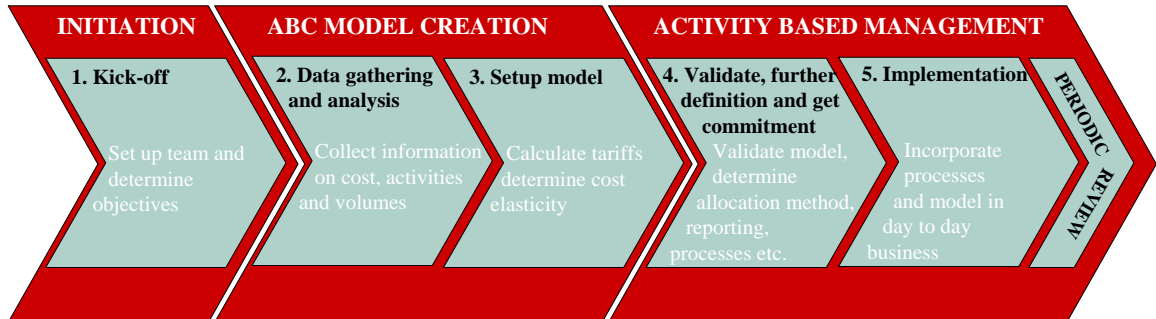 INITIATION
1. Kick-off
Set up team and
determine
objectives
ABC MODEL CREATION
2. Data gathering
and analysis
Collect information
on cost, activities
and volumes
3. Setup model
Calculate tariffs
determine cost
elasticity
ACTIVITY BASED MANAGEMENT
4. Validate, further
definition and get
commitment
Validate model,
determine
allocation method,
reporting,
processes etc.
5. Implementation
Incorporate
processes
and model in
day to day
business
PERIODIC
REVIEW